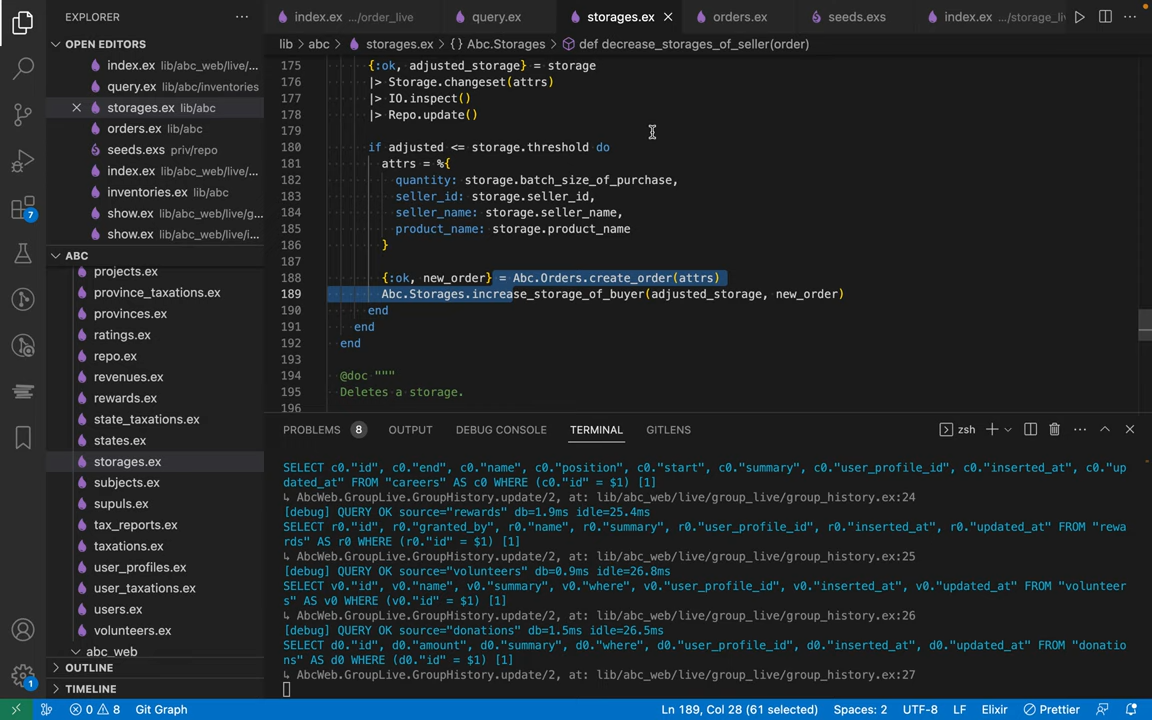 EXPLORER
OPEN EDITORS
index.ex lib/abc_web/live/...
query.ex lib/abc/inventories
storages.ex lib/abc
orders.ex lib/abc
seeds.exs priv/repo
index.ex lib/abc_web/live/...
inventories.ex lib/abc
show.ex lib/abc_web/live/g...
show.ex lib/abc_web/live/i...
ABC
projects.ex
province_taxations.ex
provinces.ex
ratings.ex
repo.ex
revenues.ex
rewards.ex
state_taxations.ex
states.ex
storages.ex
subjects.ex
supuls.ex
tax_reports.ex
taxations.ex
user_profiles.ex
user_taxations.ex
users.ex
volunteers.ex
abc_web
OUTLINE
TIMELINE
7
1
index.ex .../order_live
query.ex
storages.ex
orders.ex
seeds.exs
index.ex .../storage_li
lib > abc > storages.ex > {} Abc.Storages > def decrease_storages_of_seller(order)
175 {:ok, adjusted_storage} = storage
176 |> Storage.changeset(attrs)
177 |> IO.inspect()
178 |> Repo.update()
179
180 if adjusted <= storage.threshold do
181 attrs = %{
182 quantity: storage.batch_size_of_purchase,
183 seller_id: storage.seller_id,
184 seller_name: storage.seller_name,
185 product_name: storage.product_name
186 }
187
188 {:ok, new_order} = Abc.Orders.create_order(attrs)
189 Abc.Storages.increase_storage_of_buyer(adjusted_storage, new_order)
190 end
191 end
192 end
193
194 @doc """
195 Deletes a storage.
196
PROBLEMS 8 OUTPUT DEBUG CONSOLE TERMINAL GITLENS zsh
SELECT c0."id", c0."end", c0."name", c0."position", c0."start", c0."summary", c0."user_profile_id", c0."inserted_at", c0."up
dated_at" FROM "careers" AS c0 WHERE (c0."id" = $1) [1]
↳ AbcWeb.GroupLive.GroupHistory.update/2, at: lib/abc_web/live/group_live/group_history.ex:24
[debug] QUERY OK source="rewards" db=1.9ms idle=25.4ms
SELECT r0."id", r0."granted_by", r0."name", r0."summary", r0."user_profile_id", r0."inserted_at", r0."updated_at" FROM "rewa
rds" AS r0 WHERE (r0."id" = $1) [1]
↳ AbcWeb.GroupLive.GroupHistory.update/2, at: lib/abc_web/live/group_live/group_history.ex:25
[debug] QUERY OK source="volunteers" db=0.9ms idle=26.8ms
SELECT v0."id", v0."name", v0."summary", v0."where", v0."user_profile_id", v0."inserted_at", v0."updated_at" FROM "volunteer
s" AS v0 WHERE (v0."id" = $1) [1]
↳ AbcWeb.GroupLive.GroupHistory.update/2, at: lib/abc_web/live/group_live/group_history.ex:26
[debug] QUERY OK source="donations" db=1.5ms idle=26.5ms
SELECT d0."id", d0."amount", d0."summary", d0."where", d0."user_profile_id", d0."inserted_at", d0."updated_at" FROM "donatio
ns" AS d0 WHERE (d0."id" = $1) [1]
↳ AbcWeb.GroupLive.GroupHistory.update/2, at: lib/abc_web/live/group_live/group_history.ex:27
0 8 Git Graph Ln 189, Col 28 (61 selected) Spaces: 2 UTF-8 LF Elixir Prettier